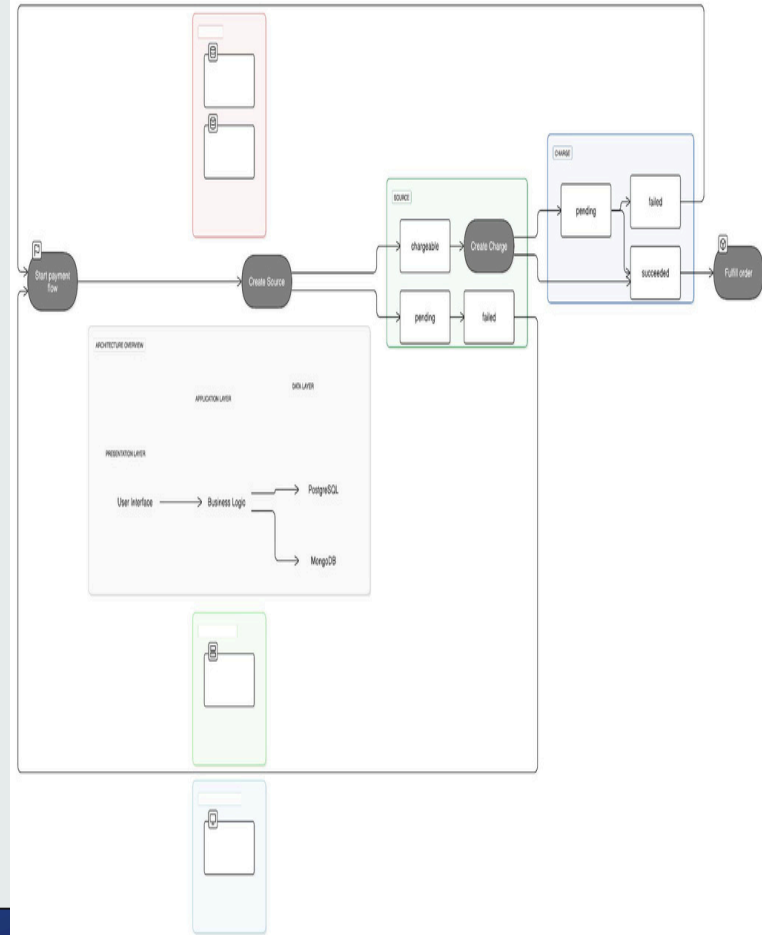 CHARGE
SOURCE
pending
failed
chargeable
Create Charge
Start payment
flow
Create Source
succeeded
Fulfill order
pending
failed
ARCHITECTURE OVERVIEW
DATA LAYER
APPLICATION LAYER
PRESENTATION LAYER
User Interface
Business Logic
PostgreSQL
MongoDB